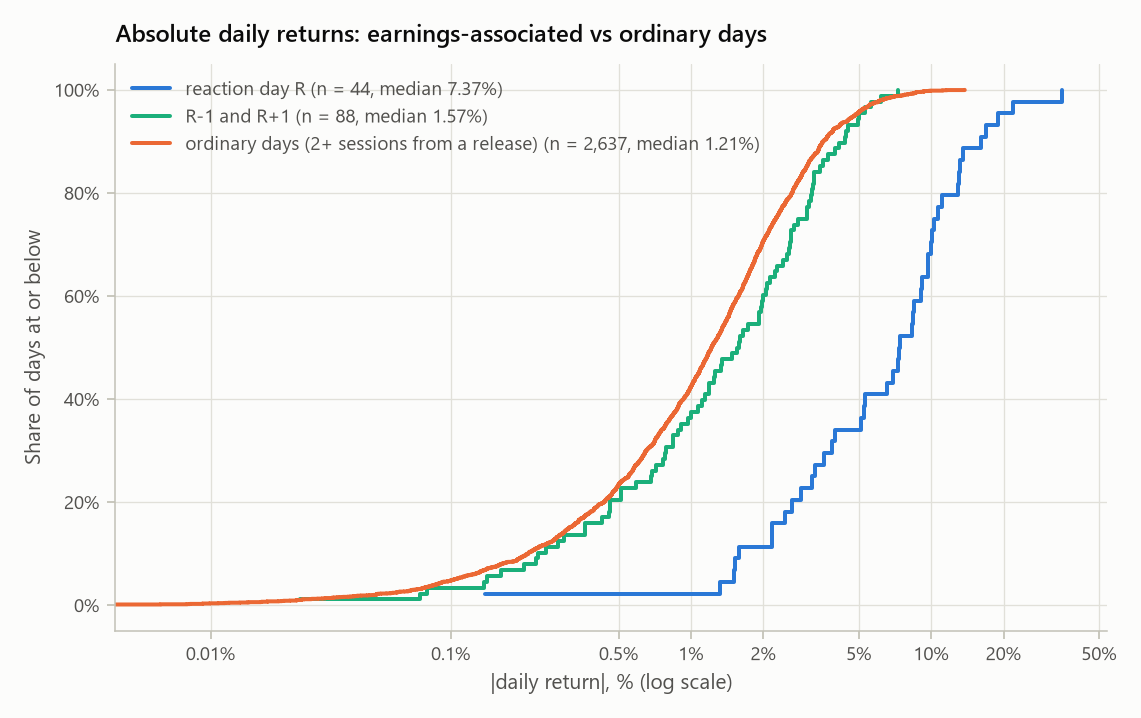 Absolute daily returns: earnings-associated vs ordinary days
reaction day R (n = 44, median 7.37%)
R-1 and R+1 (n = 88, median 1.57%)
ordinary days (2+ sessions from a release) (n = 2,637, median 1.21%)
Share of days at or below
100%
80%
60%
40%
20%
0%
0.01%
0.1%
0.5%
1%
2%
5%
10%
20%
50%
|daily return|, % (log scale)